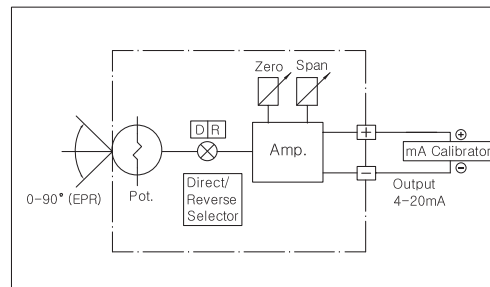 Zero Span
D R
+
⊕
Amp.
mA Calibrator
−
⊖
0-90° (EPR)
Pot.
Direct/
Reverse
Selector
Output
4-20mA